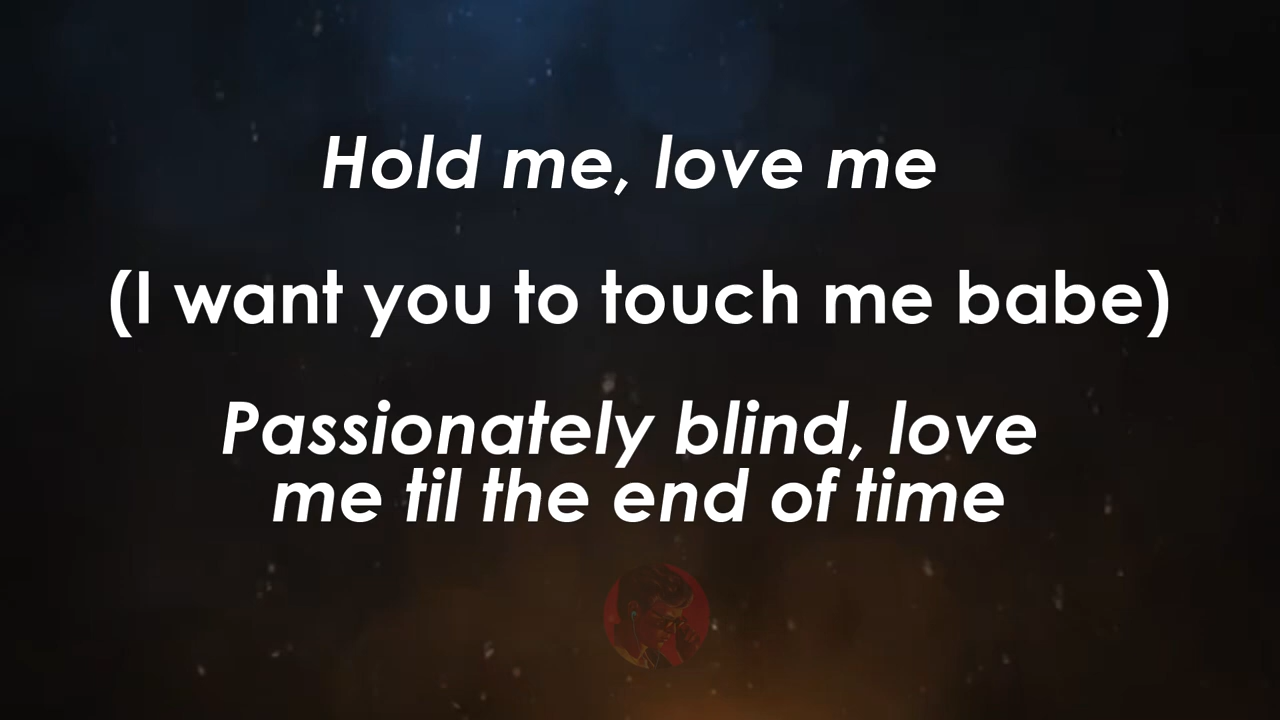 Hold me, love me
(I want you to touch me babe)
Passionately blind, love
me til the end of time